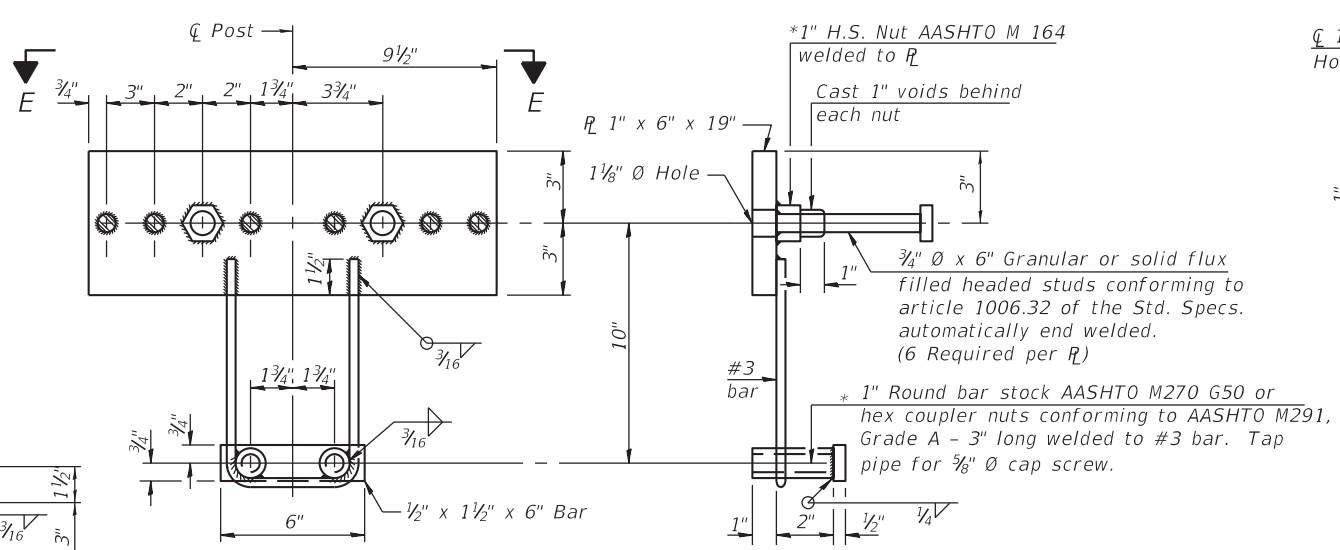 ℄ Post
9½"
E
E
¾"
3"
2"
2"
1¾"
3¾"
3"
3"
1½"
10"
3/16
1¾"
1¾"
3/16
¾"
¾"
1½"
3/16
3"
6"
½" x 1½" x 6" Bar
*1" H.S. Nut AASHTO M 164
welded to ⅊
Cast 1" voids behind
each nut
⅊ 1" x 6" x 19"
1⅛" Ø Hole
3"
1"
¾" Ø x 6" Granular or solid flux
filled headed studs conforming to
article 1006.32 of the Std. Specs.
automatically end welded.
(6 Required per ⅊)
#3
bar
* 1" Round bar stock AASHTO M270 G50 or
hex coupler nuts conforming to AASHTO M291,
Grade A – 3" long welded to #3 bar. Tap
pipe for ⅝" Ø cap screw.
¼
1"
2"
½"
℄ 1
Ho
1"